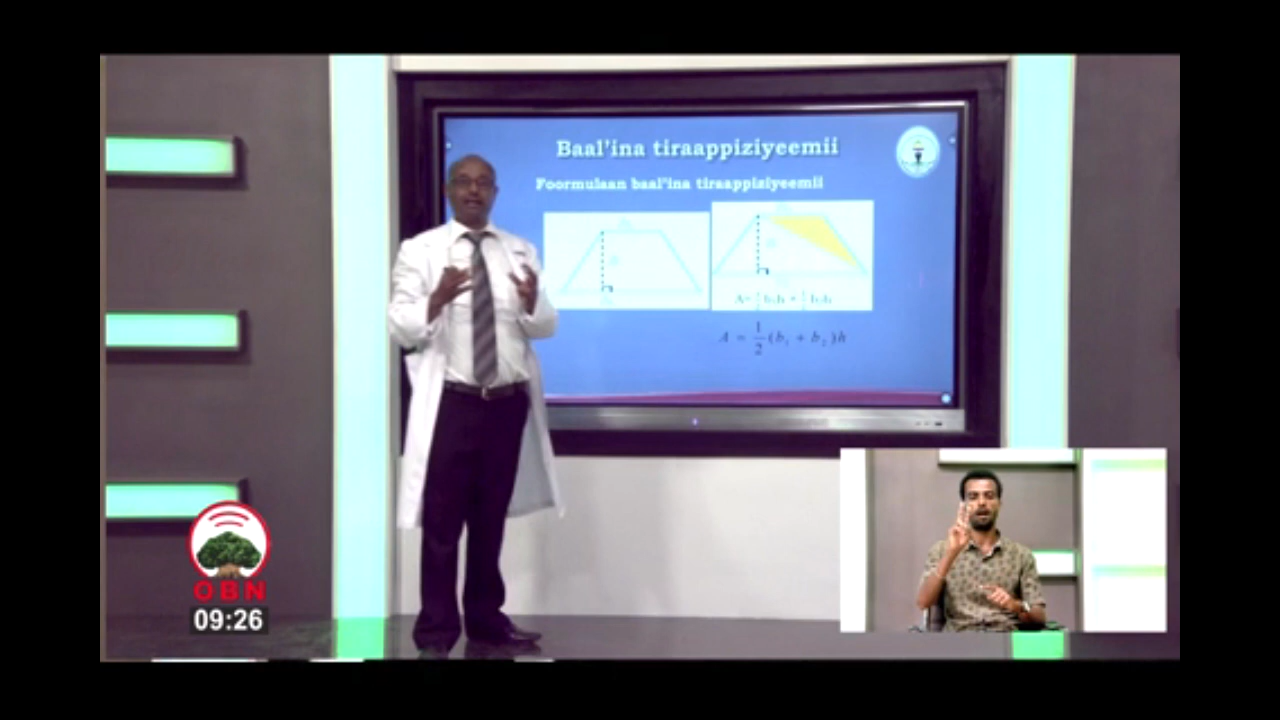 Baal'ina tiraappiziyeemii
Foormulaan baal'ina tiraappiziyeemii
A = 1/2 (b₁ + b₂)h
OBN
09:26